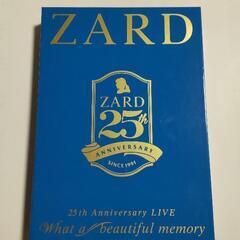 ZARD
ZARD
25th
ANNIVERSARY
SINCE 1991
25th Anniversary LIVE
What a beautiful memory